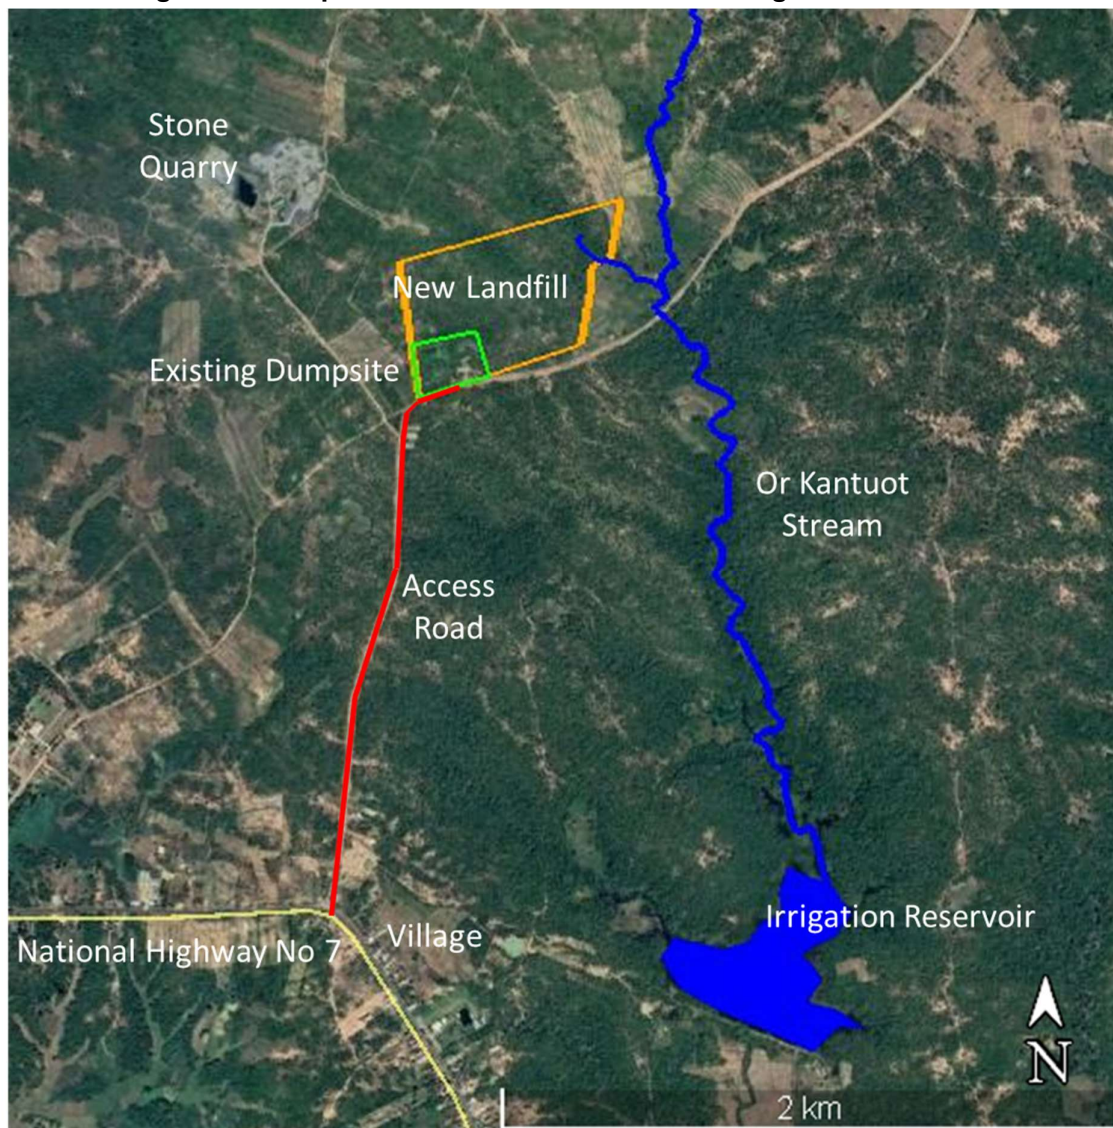 Stone
Quarry
New Landfill
Existing Dumpsite
Or Kantuot
Stream
Access
Road
Irrigation Reservoir
Village
National Highway No 7
N
2 km